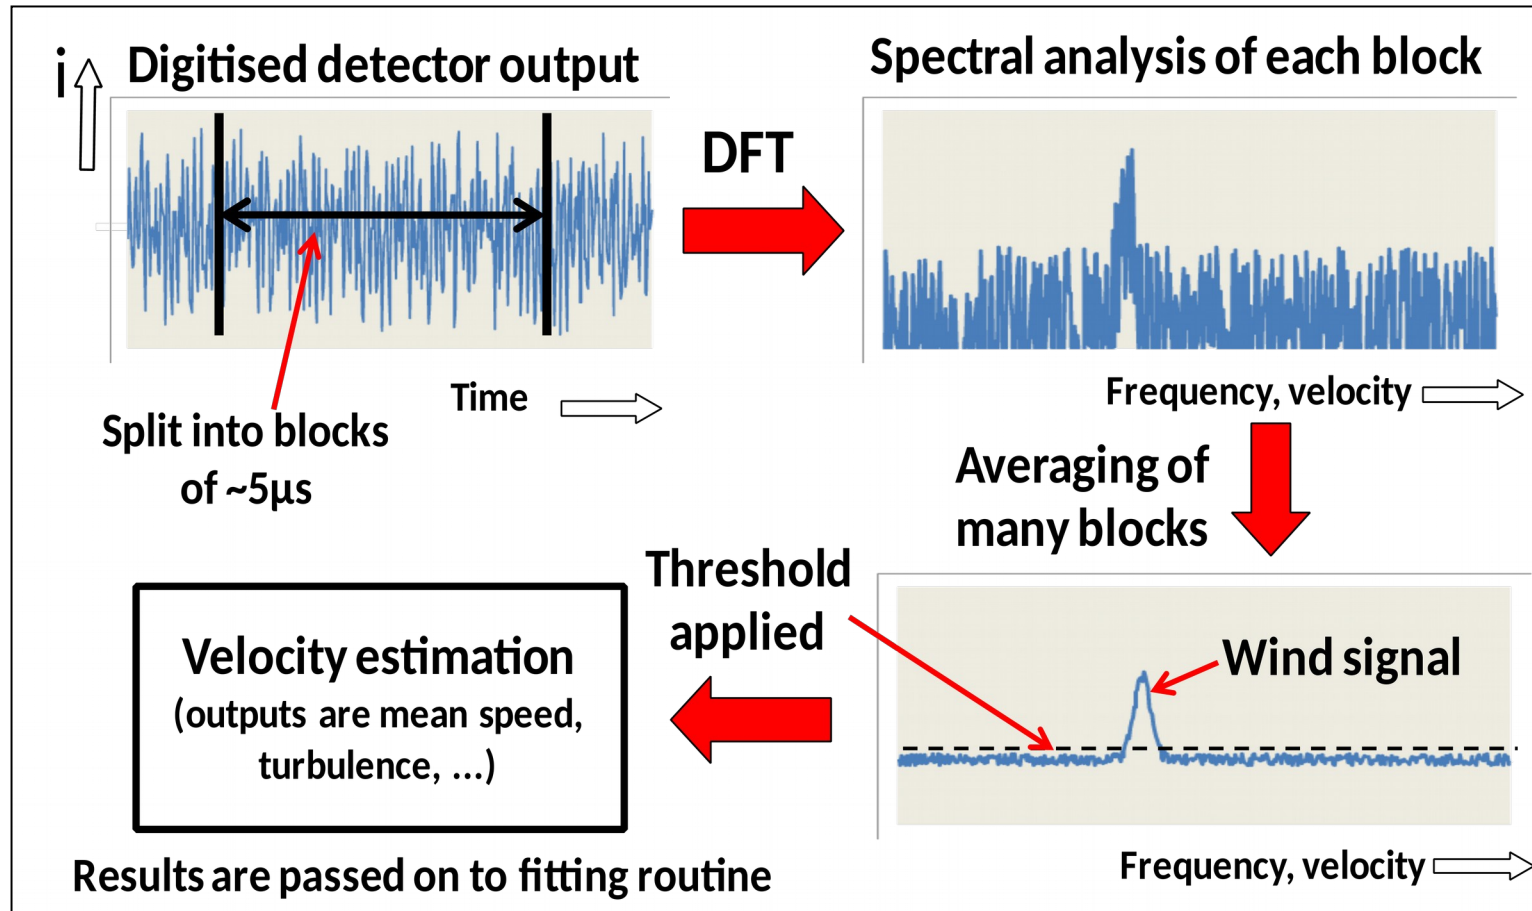 i
Digitised detector output
Spectral analysis of each block
DFT
Time
Frequency, velocity
Split into blocks
of ~5µs
Averaging of
many blocks
Threshold
applied
Wind signal
Velocity estimation
(outputs are mean speed,
turbulence, ...)
Frequency, velocity
Results are passed on to fitting routine